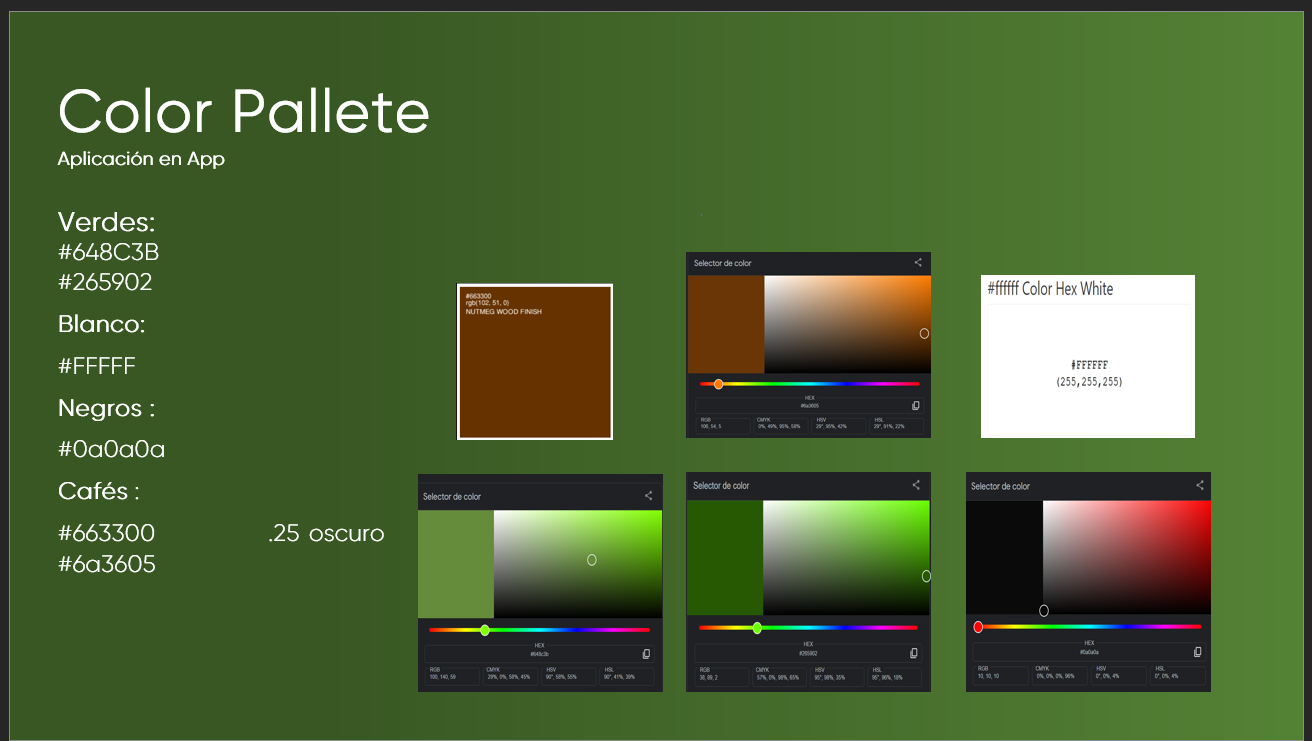 Color Pallete
Aplicación en App
Verdes:
#648C3B
#265902
Blanco:
#FFFFF
Negros :
#0a0a0a
Cafés :
#663300 .25 oscuro
#6a3605
#663300
rgb(102, 51, 0)
NUTMEG WOOD FINISH
Selector de color
HEX
#6a3605
RGB CMYK HSV HSL
106, 54, 5 0%, 49%, 95%, 58% 29°, 95%, 42% 29°, 91%, 22%
#ffffff Color Hex White
#FFFFFF
(255,255,255)
Selector de color
HEX
#648c3b
RGB CMYK HSV HSL
100, 140, 59 29%, 0%, 58%, 45% 90°, 58%, 55% 90°, 41%, 39%
Selector de color
HEX
#265902
RGB CMYK HSV HSL
38, 89, 2 57%, 0%, 98%, 65% 95°, 98%, 35% 95°, 96%, 18%
Selector de color
HEX
#0a0a0a
RGB CMYK HSV HSL
10, 10, 10 0%, 0%, 0%, 96% 0°, 0%, 4% 0°, 0%, 4%